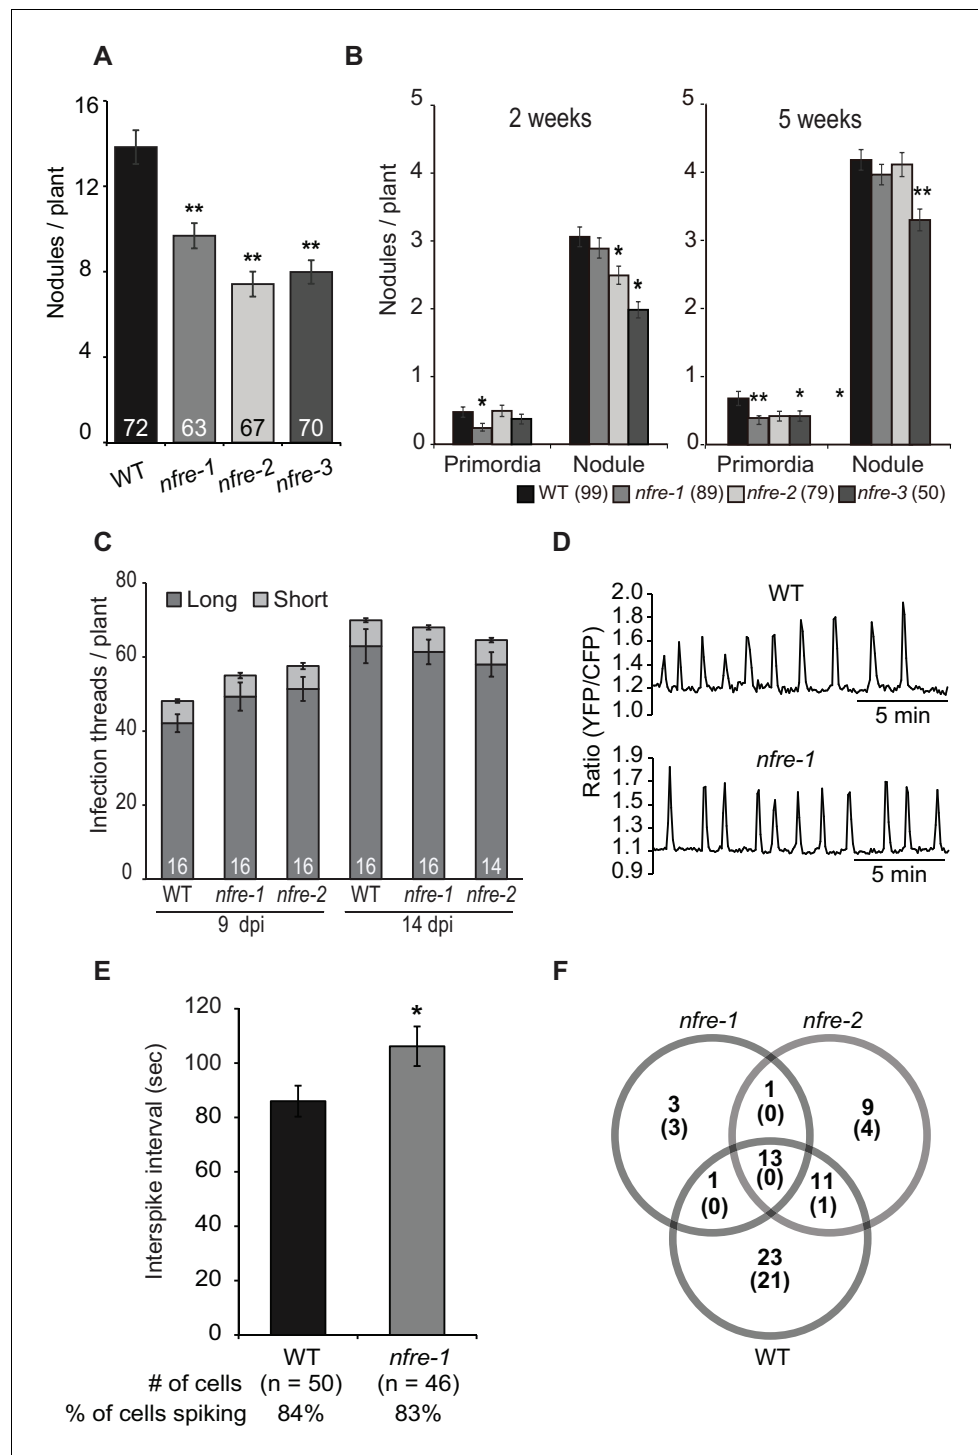 A
Nodules / plant
16
12
8
4
0
**
**
**
72
63
67
70
WT
nfre-1
nfre-2
nfre-3
B
Nodules / plant
2 weeks
5
4
3
2
1
0
*
*
*
Primordia
Nodule
5 weeks
5
4
3
2
1
0
**
*
*
**
Primordia
Nodule
WT (99) nfre-1 (89) nfre-2 (79) nfre-3 (50)
C
Infection threads / plant
80
60
40
20
0
Long Short
16
16
16
16
16
14
WT nfre-1 nfre-2 WT nfre-1 nfre-2
9 dpi 14 dpi
D
Ratio (YFP/CFP)
WT
2.0
1.8
1.6
1.4
1.2
1.0
5 min
nfre-1
1.9
1.7
1.5
1.3
1.1
0.9
5 min
E
Interspike interval (sec)
120
100
80
60
40
20
0
*
WT nfre-1
# of cells (n = 50) (n = 46)
% of cells spiking 84% 83%
F
nfre-1 nfre-2
3
(3)
1
(0)
9
(4)
13
(0)
1
(0)
11
(1)
23
(21)
WT